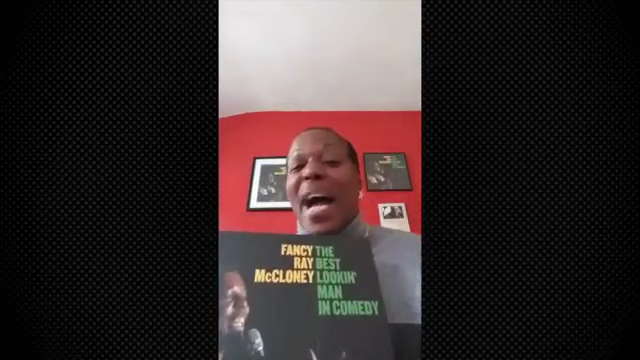 FANCY THE
RAY BEST
McCLONEY LOOKIN'
MAN
IN COMEDY